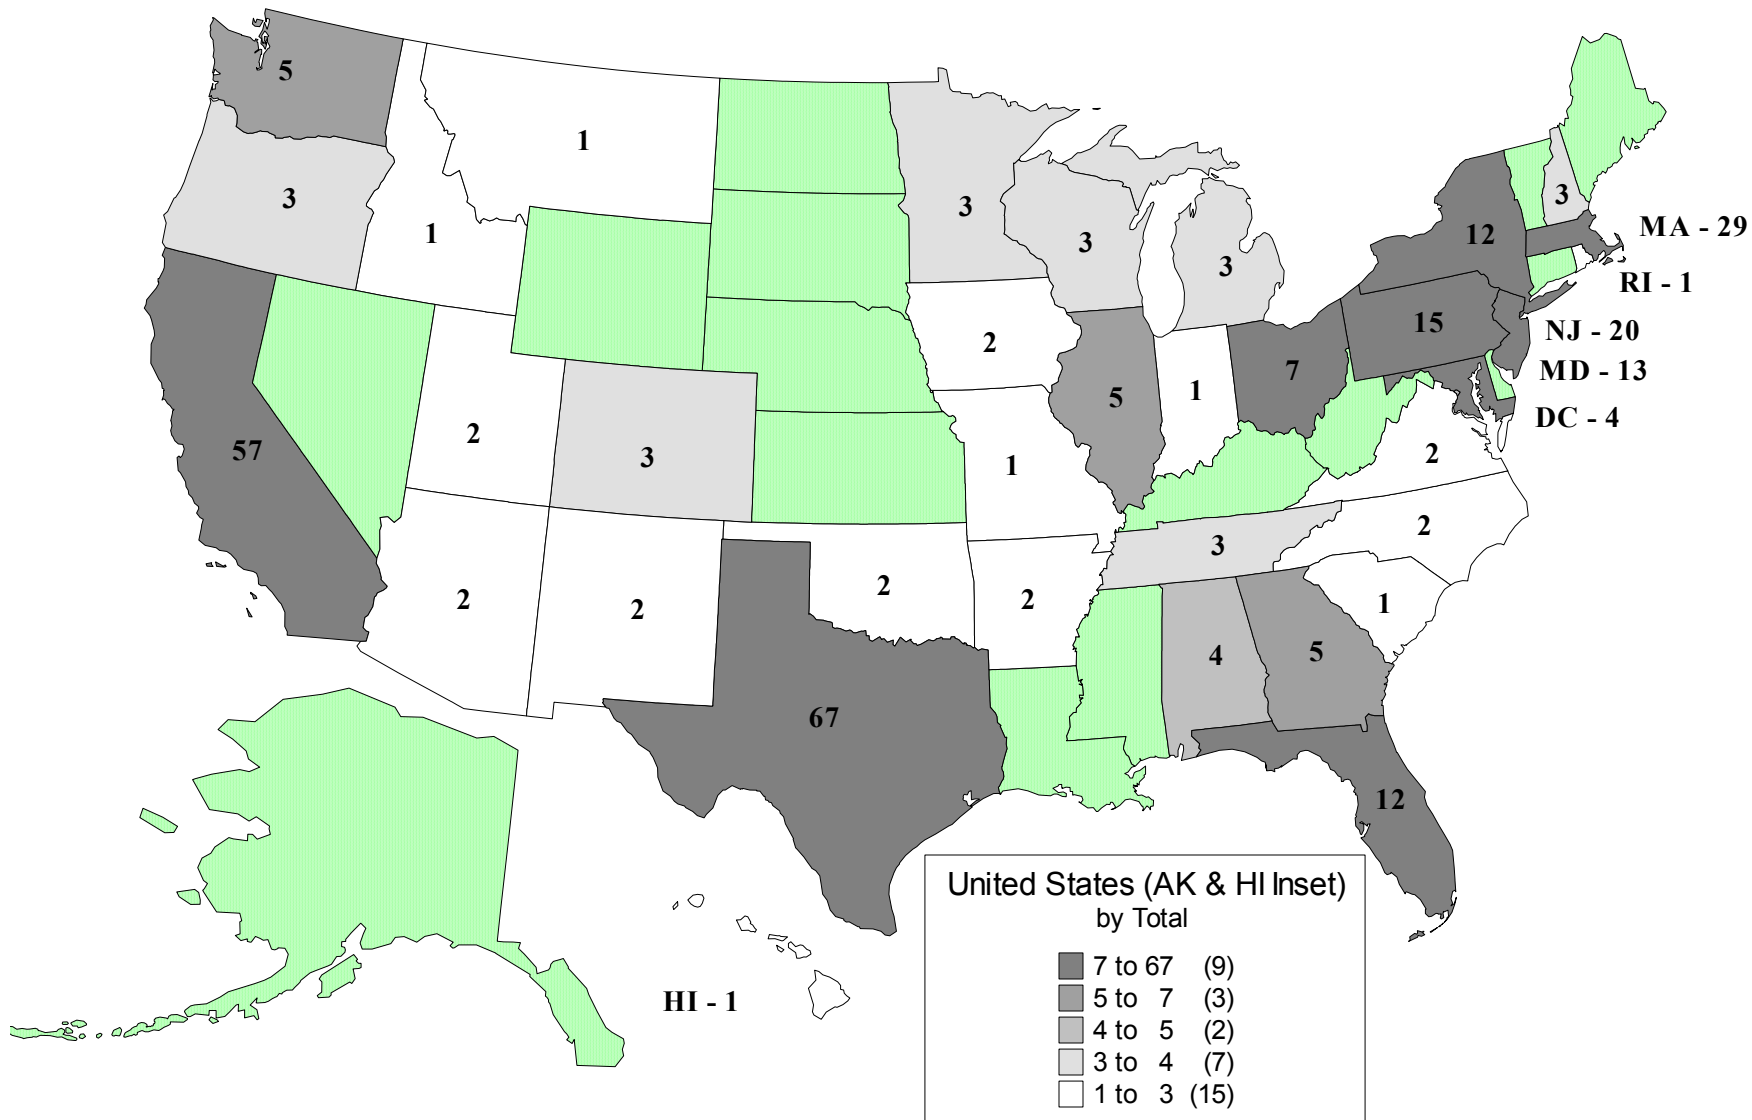 5
1
3
1
3
3
3
3
12
3
MA - 29
RI - 1
15
NJ - 20
MD - 13
DC - 4
2
7
1
5
57
2
3
1
2
2
3
2
2
2
2
1
4
5
67
12
HI - 1
United States (AK & HI Inset)
by Total
7 to 67 (9)
5 to 7 (3)
4 to 5 (2)
3 to 4 (7)
1 to 3 (15)